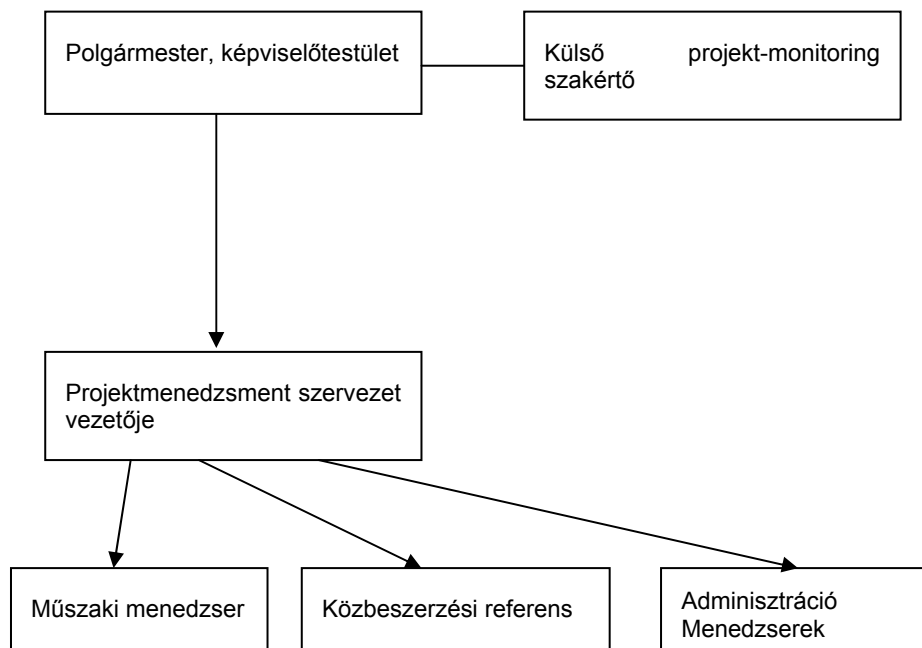 Polgármester, képviselőtestület
Külső projekt-monitoring
szakértő
Projektmenedzsment szervezet
vezetője
Műszaki menedzser
Közbeszerzési referens
Adminisztráció
Menedzserek